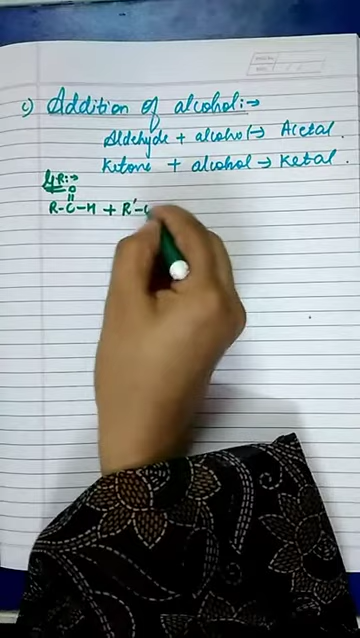 c) Addition of alcohol:→
Aldehyde + alcohol → Acetal.
Ketone + alcohol → Ketal.
G.R:→
O
||
R-C-H + R'-